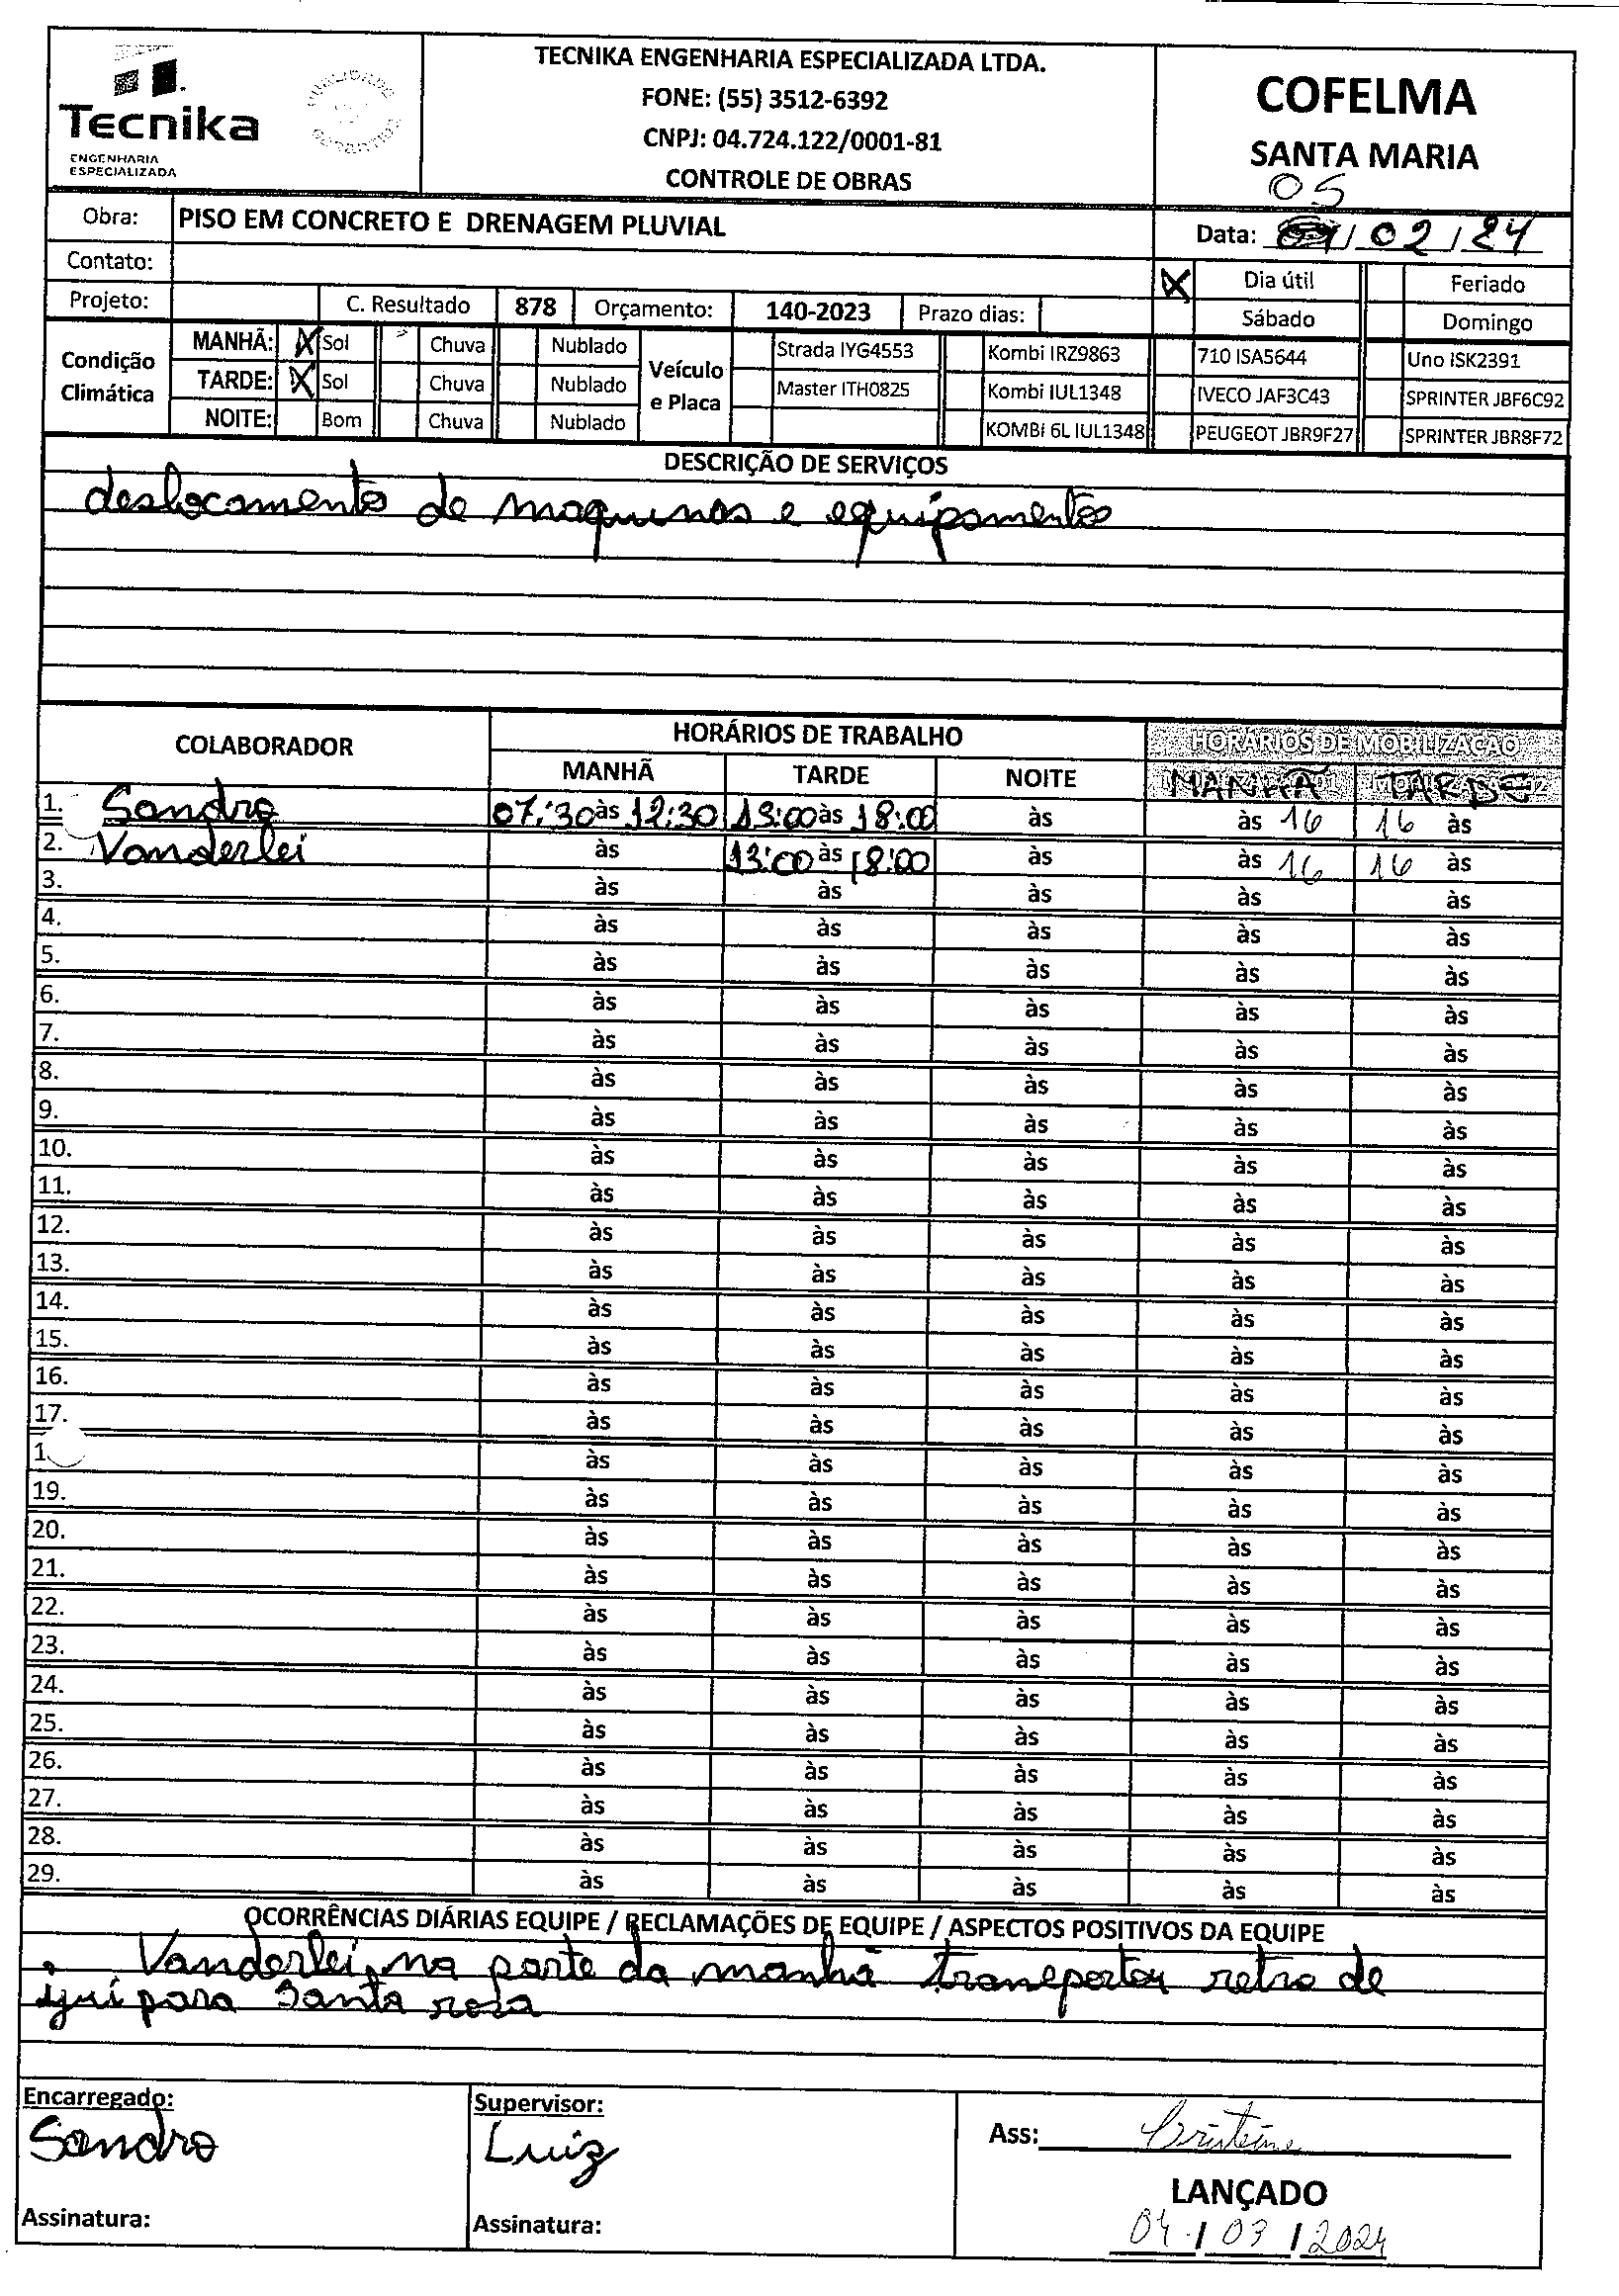 Tecnika
ENGENHARIA
ESPECIALIZADA
TECNIKA ENGENHARIA ESPECIALIZADA LTDA.
FONE: (55) 3512-6392
CNPJ: 04.724.122/0001-81
CONTROLE DE OBRAS
COFELMA
SANTA MARIA
Obra: PISO EM CONCRETO E DRENAGEM PLUVIAL
05
Data: / 02 / 24
Contato:
X Dia útil Feriado
Projeto: C. Resultado 878 Orçamento: 140-2023 Prazo dias:
Sábado Domingo
Condição Climática
MANHÃ: X Sol Chuva Nublado
TARDE: X Sol Chuva Nublado
NOITE: Bom Chuva Nublado
Veículo e Placa
Strada IYG4553 Kombi IRZ9863 710 ISA5644 Uno ISK2391
Master ITH0825 Kombi IUL1348 IVECO JAF3C43 SPRINTER JBF6C92
KOMBi 6L IUL1348 PEUGEOT JBR9F27 SPRINTER JBR8F72
DESCRIÇÃO DE SERVIÇOS
deslocamento de maquinas e equipamentos
COLABORADOR HORÁRIOS DE TRABALHO HORÁRIOS DE MOBILIZAÇÃO
MANHÃ TARDE NOITE MANHÃ TARDE
1. Sandro 07:30 às 12:30 13:00 às 18:00 às às 16 16 às
2. Vanderlei às 13:00 às 18:00 às às 16 16 às
3. às às às às às
4. às às às às às
5. às às às às às
6. às às às às às
7. às às às às às
8. às às às às às
9. às às às às às
10. às às às às às
11. às às às às às
12. às às às às às
13. às às às às às
14. às às às às às
15. às às às às às
16. às às às às às
17. às às às às às
1 às às às às às
19. às às às às às
20. às às às às às
21. às às às às às
22. às às às às às
23. às às às às às
24. às às às às às
25. às às às às às
26. às às às às às
27. às às às às às
28. às às às às às
29. às às às às às
OCORRÊNCIAS DIÁRIAS EQUIPE / RECLAMAÇÕES DE EQUIPE / ASPECTOS POSITIVOS DA EQUIPE
Vanderlei, na parte da manhã transportou retro de
ijuí para Santa rosa
Encarregado:
Sandro
Assinatura:
Supervisor:
Luiz
Assinatura:
Ass:
LANÇADO
04 / 03 / 2024